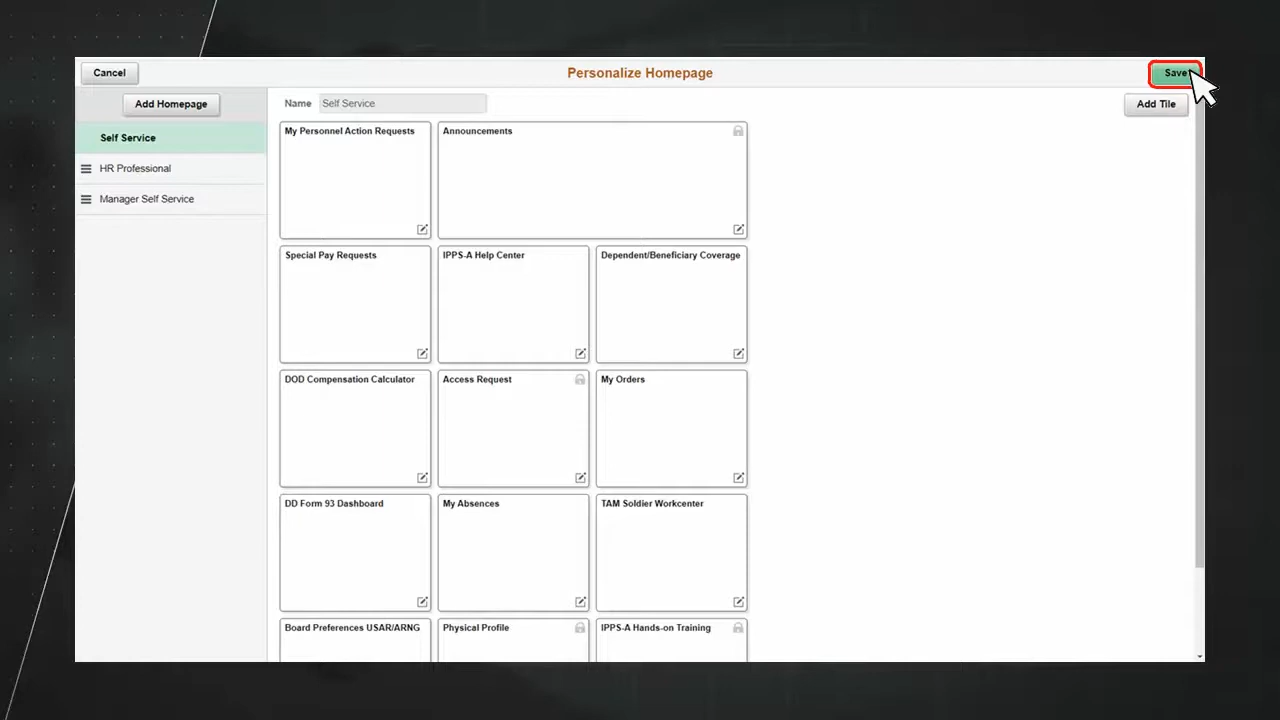 Cancel
Personalize Homepage
Save
Add Homepage
Name
Self Service
Add Tile
Self Service
HR Professional
Manager Self Service
My Personnel Action Requests
Announcements
Special Pay Requests
IPPS-A Help Center
Dependent/Beneficiary Coverage
DOD Compensation Calculator
Access Request
My Orders
DD Form 93 Dashboard
My Absences
TAM Soldier Workcenter
Board Preferences USAR/ARNG
Physical Profile
IPPS-A Hands-on Training